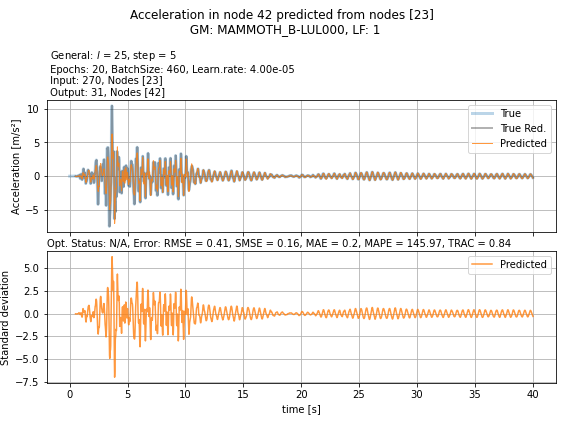 Acceleration in node 42 predicted from nodes [23]
GM: MAMMOTH_B-LUL000, LF: 1
General: l = 25, step = 5
Epochs: 20, BatchSize: 460, Learn.rate: 4.00e-05
Input: 270, Nodes [23]
Output: 31, Nodes [42]
10
5
0
−5
Acceleration [m/s²]
True
True Red.
Predicted
Opt. Status: N/A, Error: RMSE = 0.41, SMSE = 0.16, MAE = 0.2, MAPE = 145.97, TRAC = 0.84
5.0
2.5
0.0
−2.5
−5.0
−7.5
Standard deviation
Predicted
0 5 10 15 20 25 30 35 40
time [s]